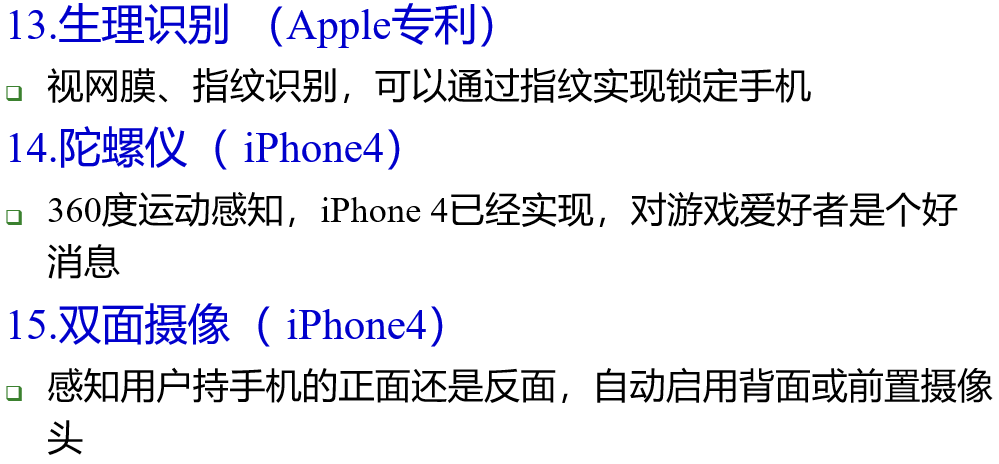 13.生理识别 （Apple专利）
视网膜、指纹识别，可以通过指纹实现锁定手机
14.陀螺仪（ iPhone4）
360度运动感知，iPhone 4已经实现，对游戏爱好者是个好
消息
15.双面摄像（ iPhone4）
感知用户持手机的正面还是反面，自动启用背面或前置摄像
头